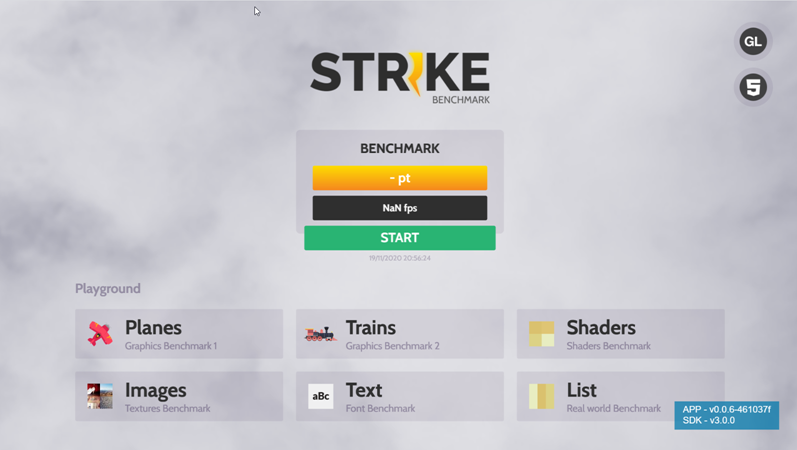 GL
STRIKE
BENCHMARK
5
BENCHMARK
- pt
NaN fps
START
19/11/2020 20:56:24
Playground
Planes
Graphics Benchmark 1
Trains
Graphics Benchmark 2
Shaders
Shaders Benchmark
Images
Textures Benchmark
aBc
Text
Font Benchmark
List
Real world Benchmark
APP - v0.0.6-461037f
SDK - v3.0.0